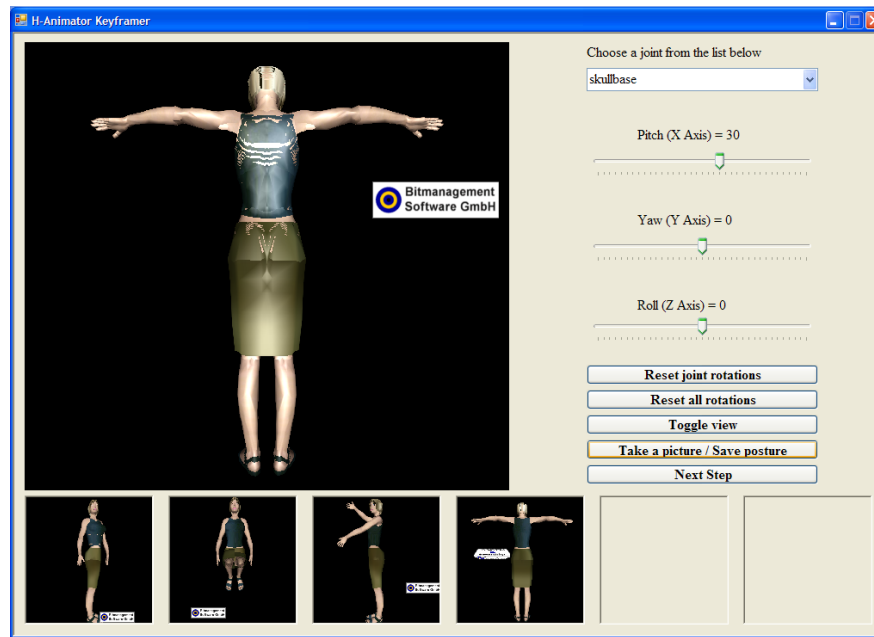 H-Animator Keyframer
Choose a joint from the list below
skullbase
Pitch (X Axis) = 30
Bitmanagement
Software GmbH
Yaw (Y Axis) = 0
Roll (Z Axis) = 0
Reset joint rotations
Reset all rotations
Toggle view
Take a picture / Save posture
Next Step